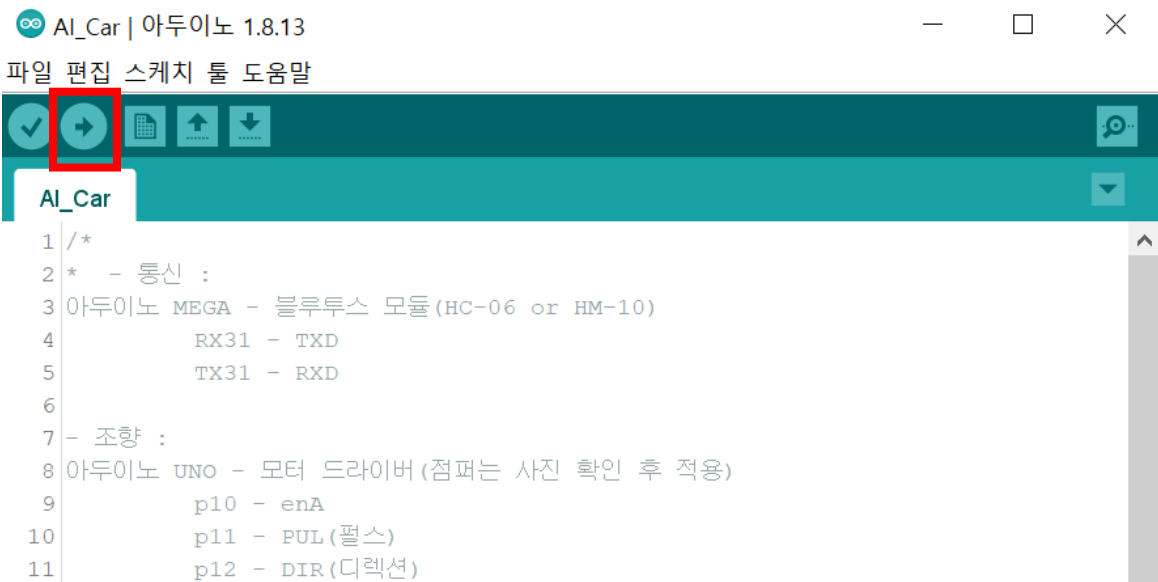 AI_Car | 아두이노 1.8.13
파일 편집 스케치 툴 도움말
AI_Car
1 /*
2 * - 통신 :
3 아두이노 MEGA - 블루투스 모듈(HC-06 or HM-10)
4 RX31 - TXD
5 TX31 - RXD
6
7 - 조향 :
8 아두이노 UNO - 모터 드라이버(점퍼는 사진 확인 후 적용)
9 p10 - enA
10 p11 - PUL(펄스)
11 p12 - DIR(디렉션)